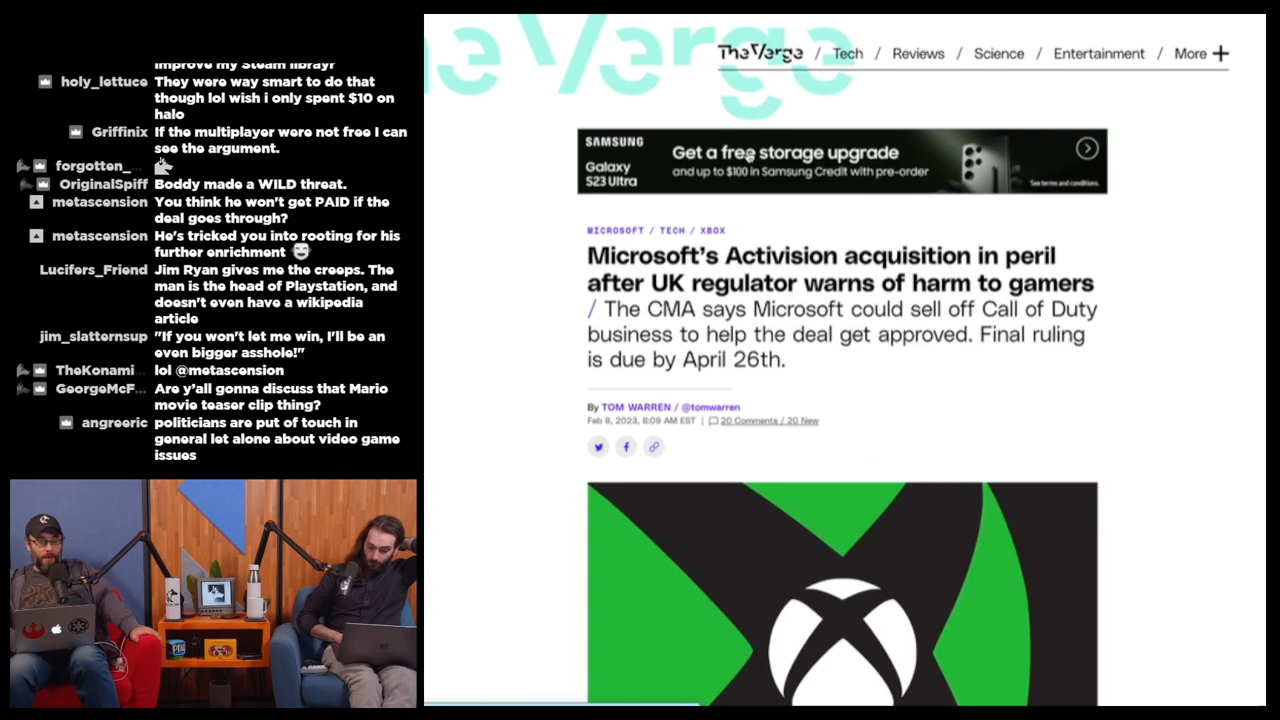 improve my Steam librayr
holy_lettuce They were way smart to do that
though lol wish i only spent $10 on
halo
Griffinix If the multiplayer were not free I can
see the argument.
forgotten_...
OriginalSpiff Boddy made a WILD threat.
metascension You think he won't get PAID if the
deal goes through?
metascension He's tricked you into rooting for his
further enrichment
Lucifers_Friend Jim Ryan gives me the creeps. The
man is the head of Playstation, and
doesn't even have a wikipedia
article
jim_slatternsup "If you won't let me win, I'll be an
even bigger asshole!"
TheKonami... lol @metascension
GeorgeMcF... Are y'all gonna discuss that Mario
movie teaser clip thing?
angreeric politicians are put of touch in
general let alone about video game
issues
he Verge
TheVerge / Tech / Reviews / Science / Entertainment / More +
SAMSUNG
Galaxy
S23 Ultra
Get a free storage upgrade
and up to $100 in Samsung Credit with pre-order
See terms and conditions.
MICROSOFT / TECH / XBOX
Microsoft's Activision acquisition in peril
after UK regulator warns of harm to gamers
/ The CMA says Microsoft could sell off Call of Duty
business to help the deal get approved. Final ruling
is due by April 26th.
By TOM WARREN / @tomwarren
Feb 8, 2023, 8:09 AM EST | 20 Comments / 20 New